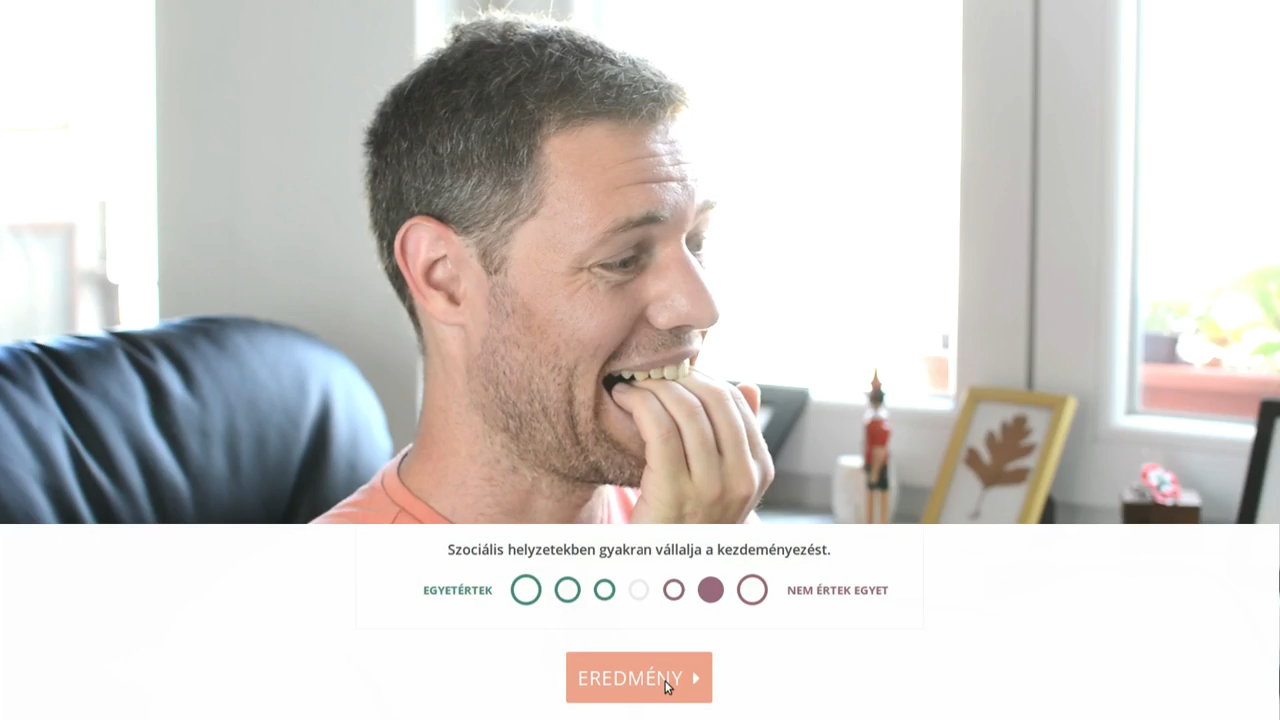 Szociális helyzetekben gyakran vállalja a kezdeményezést.
EGYETÉRTEK NEM ÉRTEK EGYET
EREDMÉNY